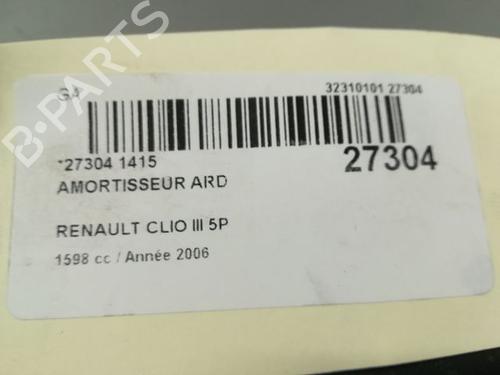 G4
32310101 27304
*27304 1415
27304
AMORTISSEUR ARD
RENAULT CLIO III 5P
1598 cc / Année 2006
B-PARTS